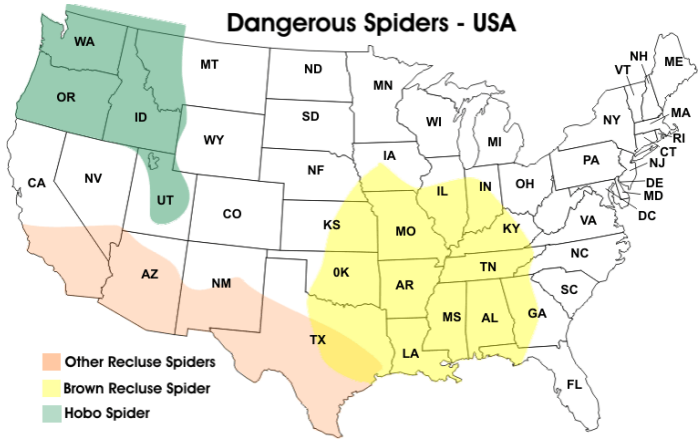 Dangerous Spiders - USA
WA
MT
ND
MN
NH
VT
ME
OR
ID
SD
WI
MI
NY
MA
RI
CT
WY
IA
PA
NJ
NF
CA
NV
UT
CO
IL
IN
OH
DE
MD
DC
KS
MO
KY
VA
AZ
NM
0K
AR
TN
NC
SC
TX
LA
MS
AL
GA
FL
Other Recluse Spiders
Brown Recluse Spider
Hobo Spider